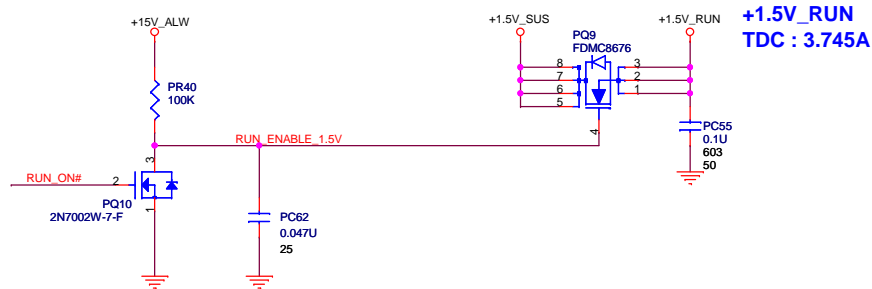 +1.5V_RUN
TDC : 3.745A
+15V_ALW
+1.5V_SUS
+1.5V_RUN
PQ9
FDMC8676
8
7
6
5
3
2
1
4
PR40
100K
RUN_ENABLE_1.5V
PC55
0.1U
603
50
3
RUN_ON#
2
1
PQ10
2N7002W-7-F
PC62
0.047U
25